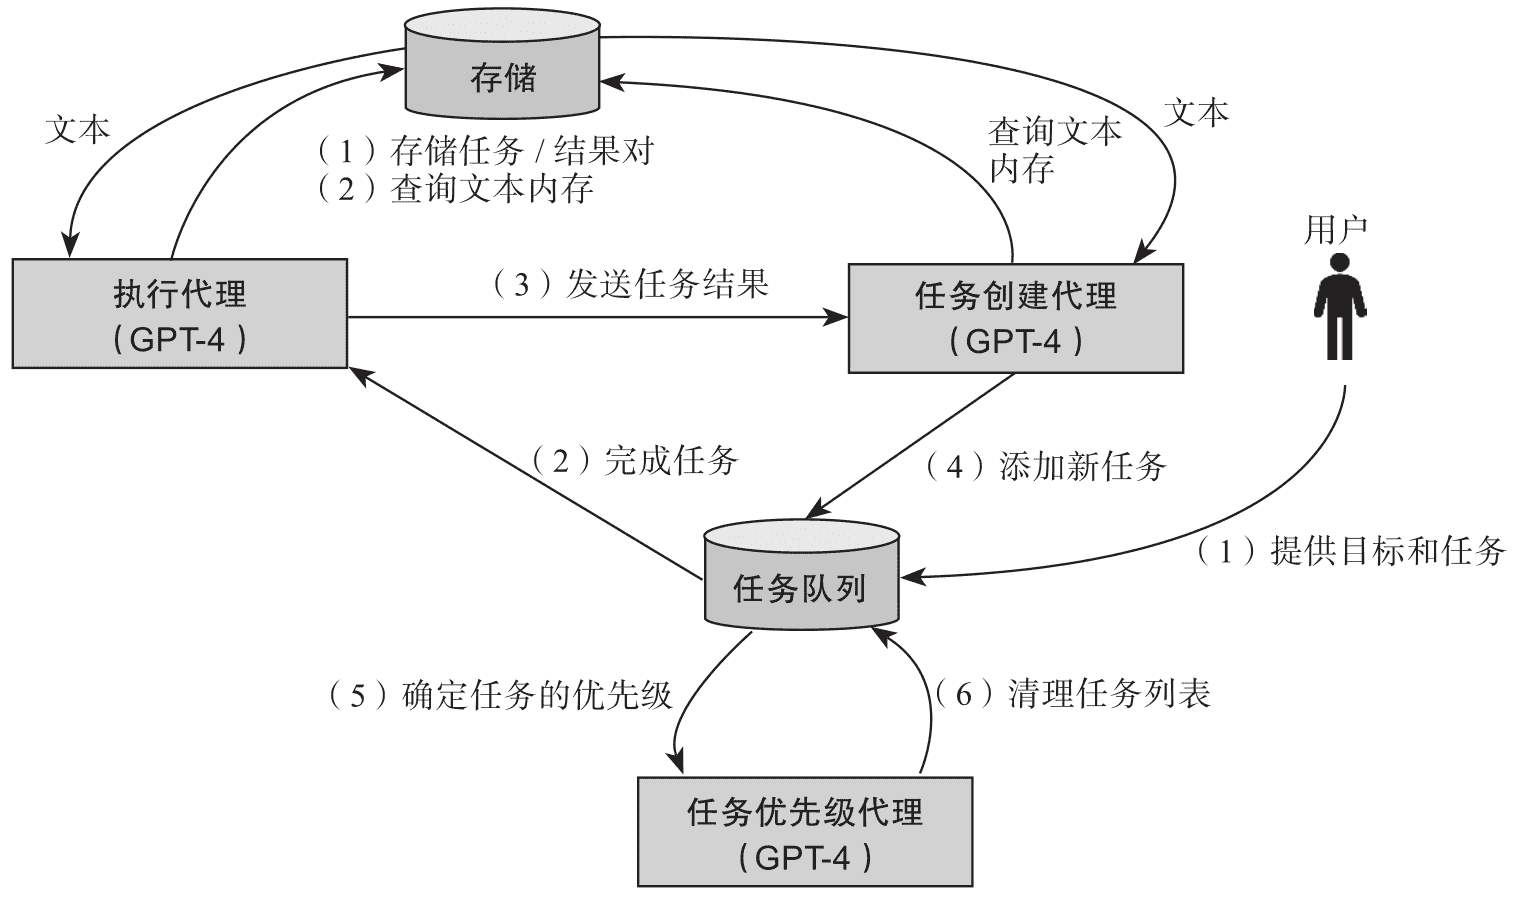 存储
文本
（1）存储任务 / 结果对
（2）查询文本内存
查询文本
内存
文本
用户
执行代理
（GPT-4）
（3）发送任务结果
任务创建代理
（GPT-4）
（2）完成任务
（4）添加新任务
（1）提供目标和任务
任务队列
（5）确定任务的优先级
（6）清理任务列表
任务优先级代理
（GPT-4）